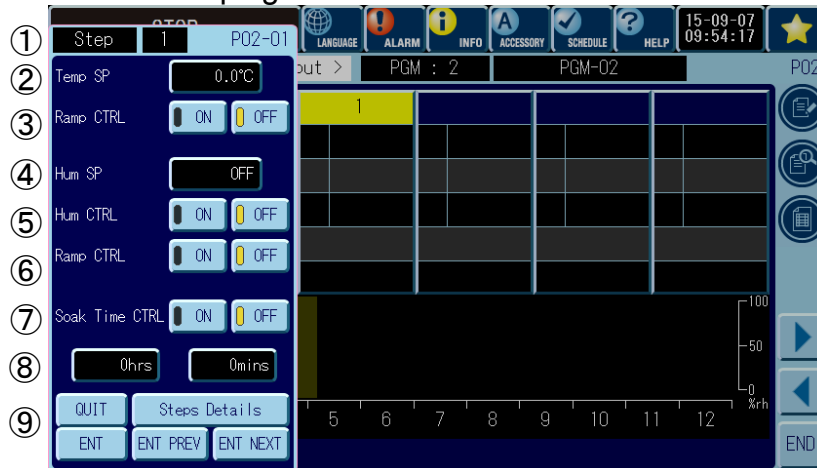 ① Step 1 P02-01
LANGUAGE ALARM INFO ACCESSORY SCHEDULE HELP 15-09-07 09:54:17
② Temp SP 0.0℃
out > PGM : 2 PGM-02 P02
③ Ramp CTRL ON OFF
1
④ Hum SP OFF
⑤ Hum CTRL ON OFF
⑥ Ramp CTRL ON OFF
⑦ Soak Time CTRL ON OFF
100
50
0
%rh
⑧ 0hrs 0mins
5 6 7 8 9 10 11 12
⑨ QUIT Steps Details
ENT ENT PREV ENT NEXT
END